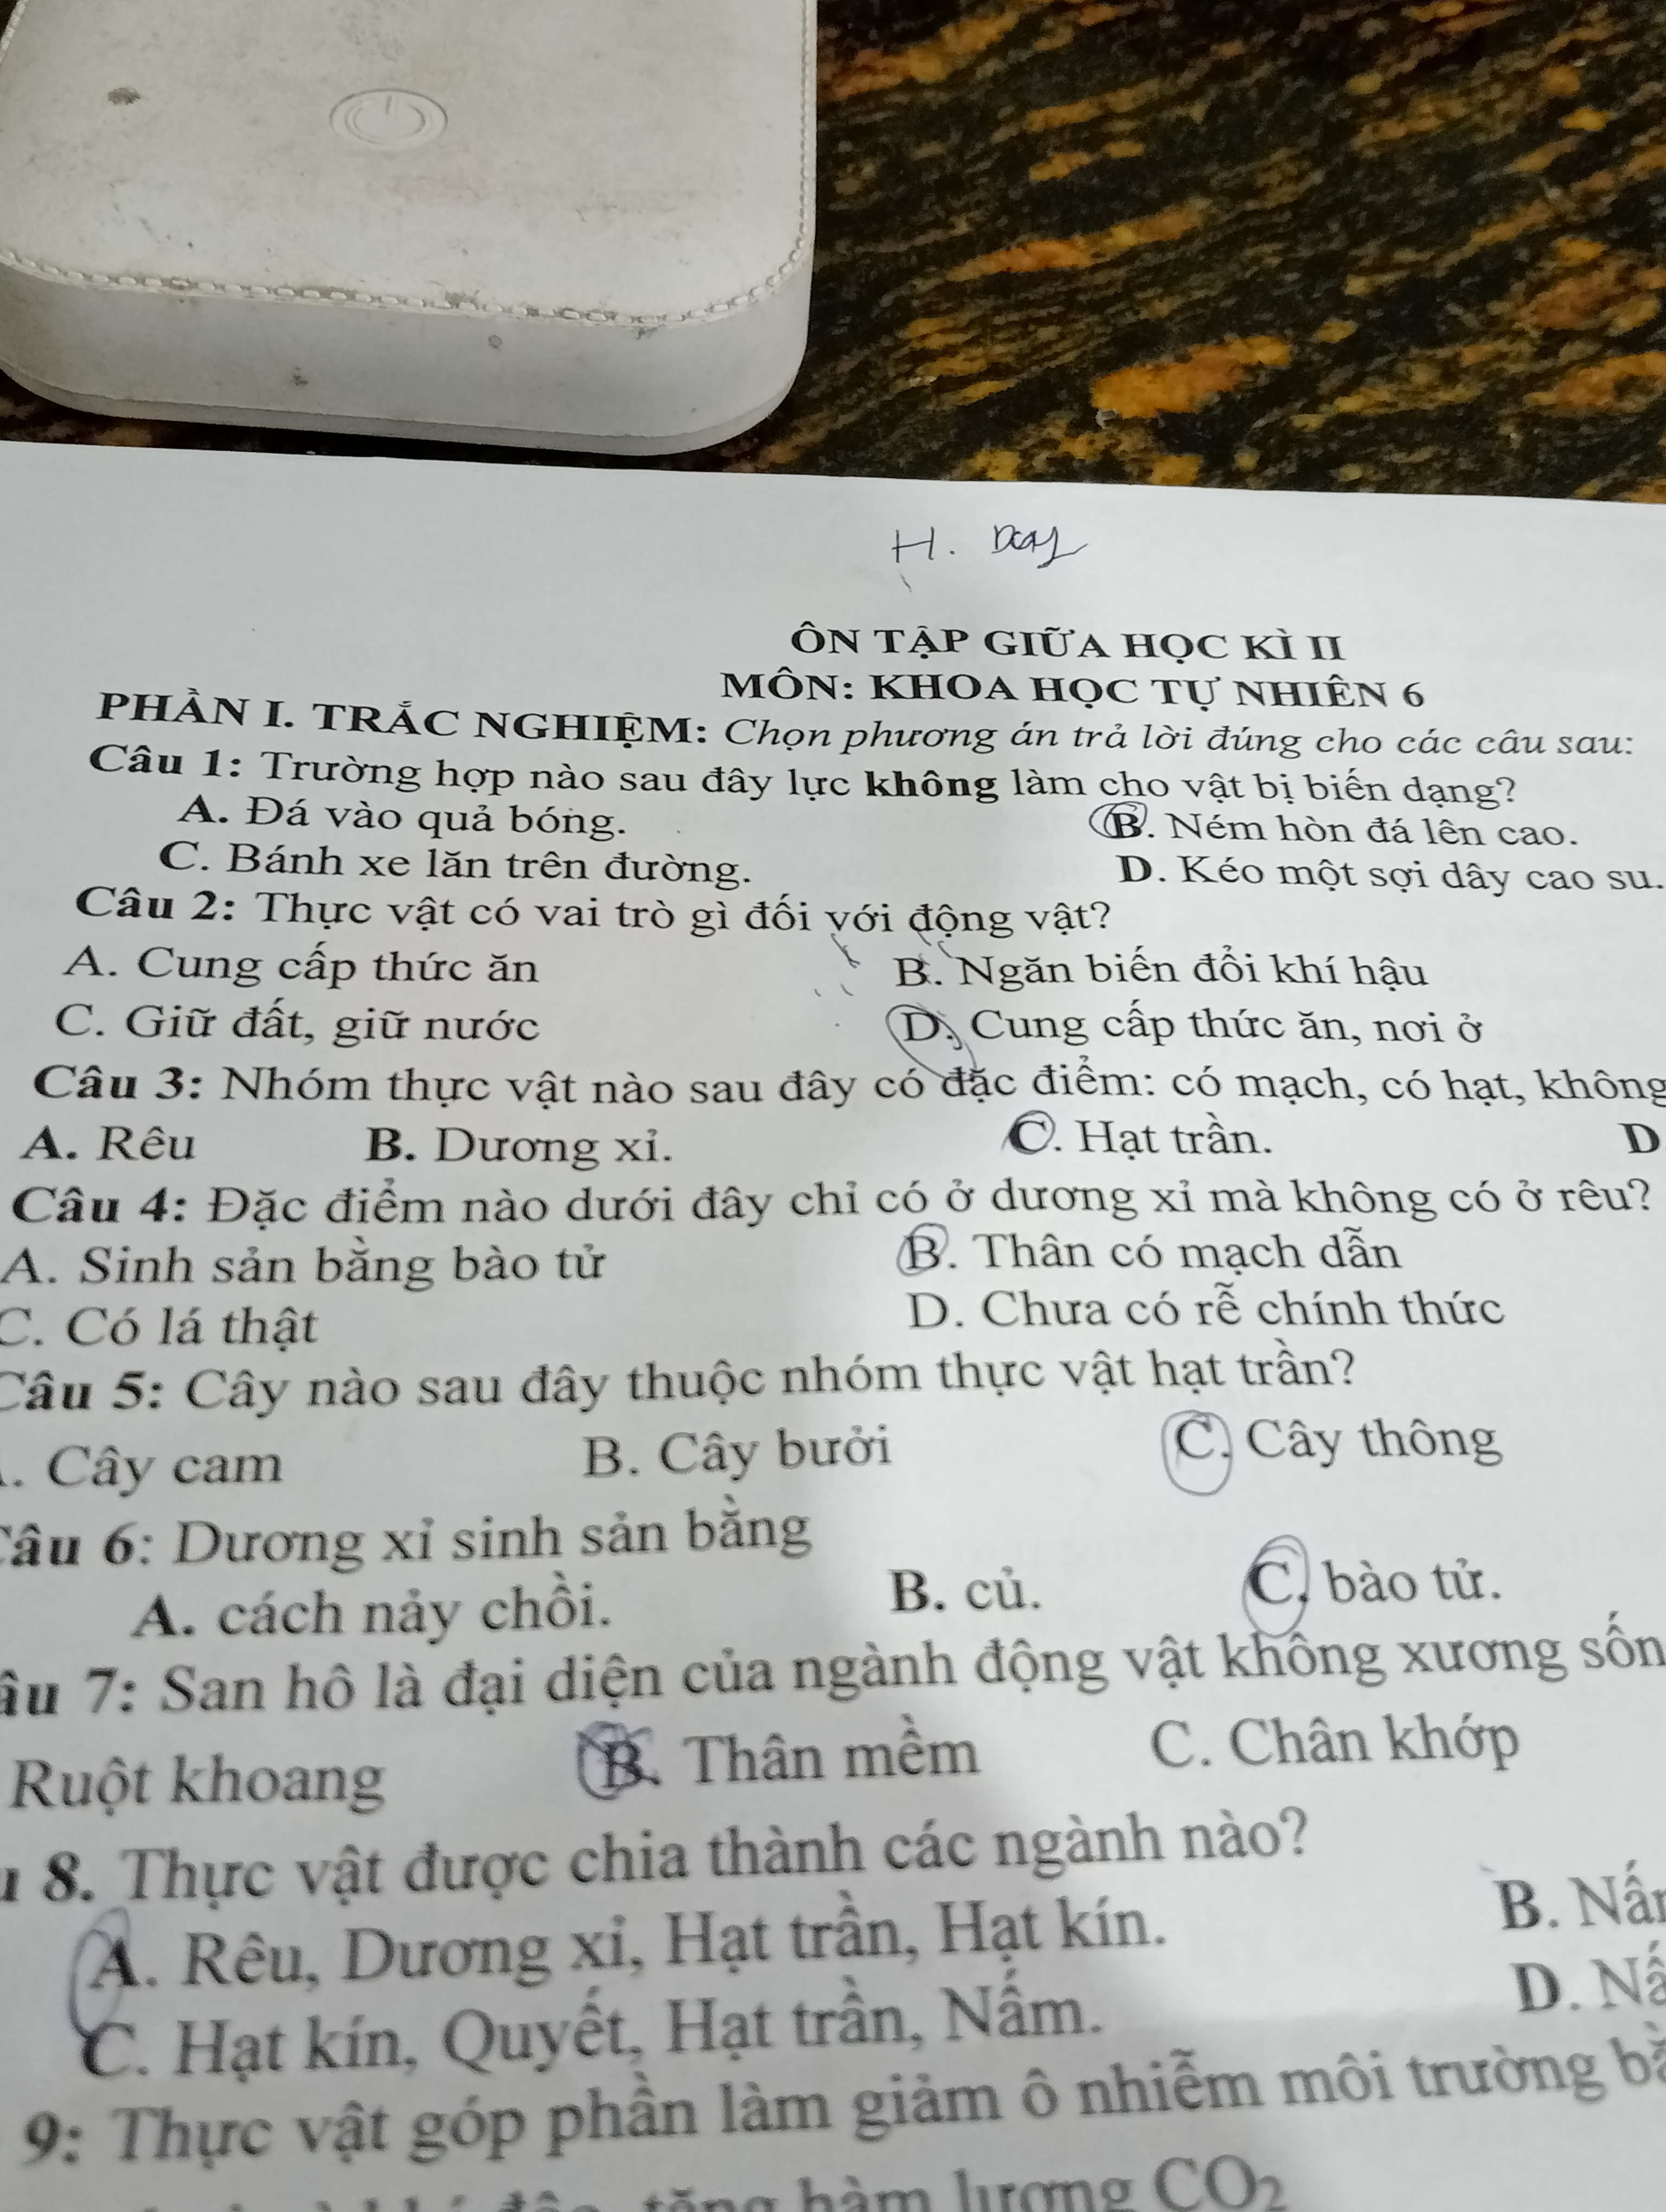 H.
ÔN TẬP GIỮA HỌC KÌ II
MÔN: KHOA HỌC TỰ NHIÊN 6
PHẦN I. TRẮC NGHIỆM: Chọn phương án trả lời đúng cho các câu sau:
Câu 1: Trường hợp nào sau đây lực không làm cho vật bị biến dạng?
A. Đá vào quả bóng. B. Ném hòn đá lên cao.
C. Bánh xe lăn trên đường. D. Kéo một sợi dây cao su.
Câu 2: Thực vật có vai trò gì đối với động vật?
A. Cung cấp thức ăn B. Ngăn biến đổi khí hậu
C. Giữ đất, giữ nước D. Cung cấp thức ăn, nơi ở
Câu 3: Nhóm thực vật nào sau đây có đặc điểm: có mạch, có hạt, không
A. Rêu B. Dương xỉ. C. Hạt trần. D
Câu 4: Đặc điểm nào dưới đây chỉ có ở dương xỉ mà không có ở rêu?
A. Sinh sản bằng bào tử B. Thân có mạch dẫn
C. Có lá thật D. Chưa có rễ chính thức
Câu 5: Cây nào sau đây thuộc nhóm thực vật hạt trần?
. Cây cam B. Cây bưởi C. Cây thông
Câu 6: Dương xỉ sinh sản bằng
A. cách nảy chồi. B. củ. C. bào tử.
âu 7: San hô là đại diện của ngành động vật không xương sốn
Ruột khoang B. Thân mềm C. Chân khớp
8. Thực vật được chia thành các ngành nào?
A. Rêu, Dương xỉ, Hạt trần, Hạt kín. B. Nấ
C. Hạt kín, Quyết, Hạt trần, Nấm. D. Nấ
9: Thực vật góp phần làm giảm ô nhiễm môi trường
tăng hàm lượng CO₂